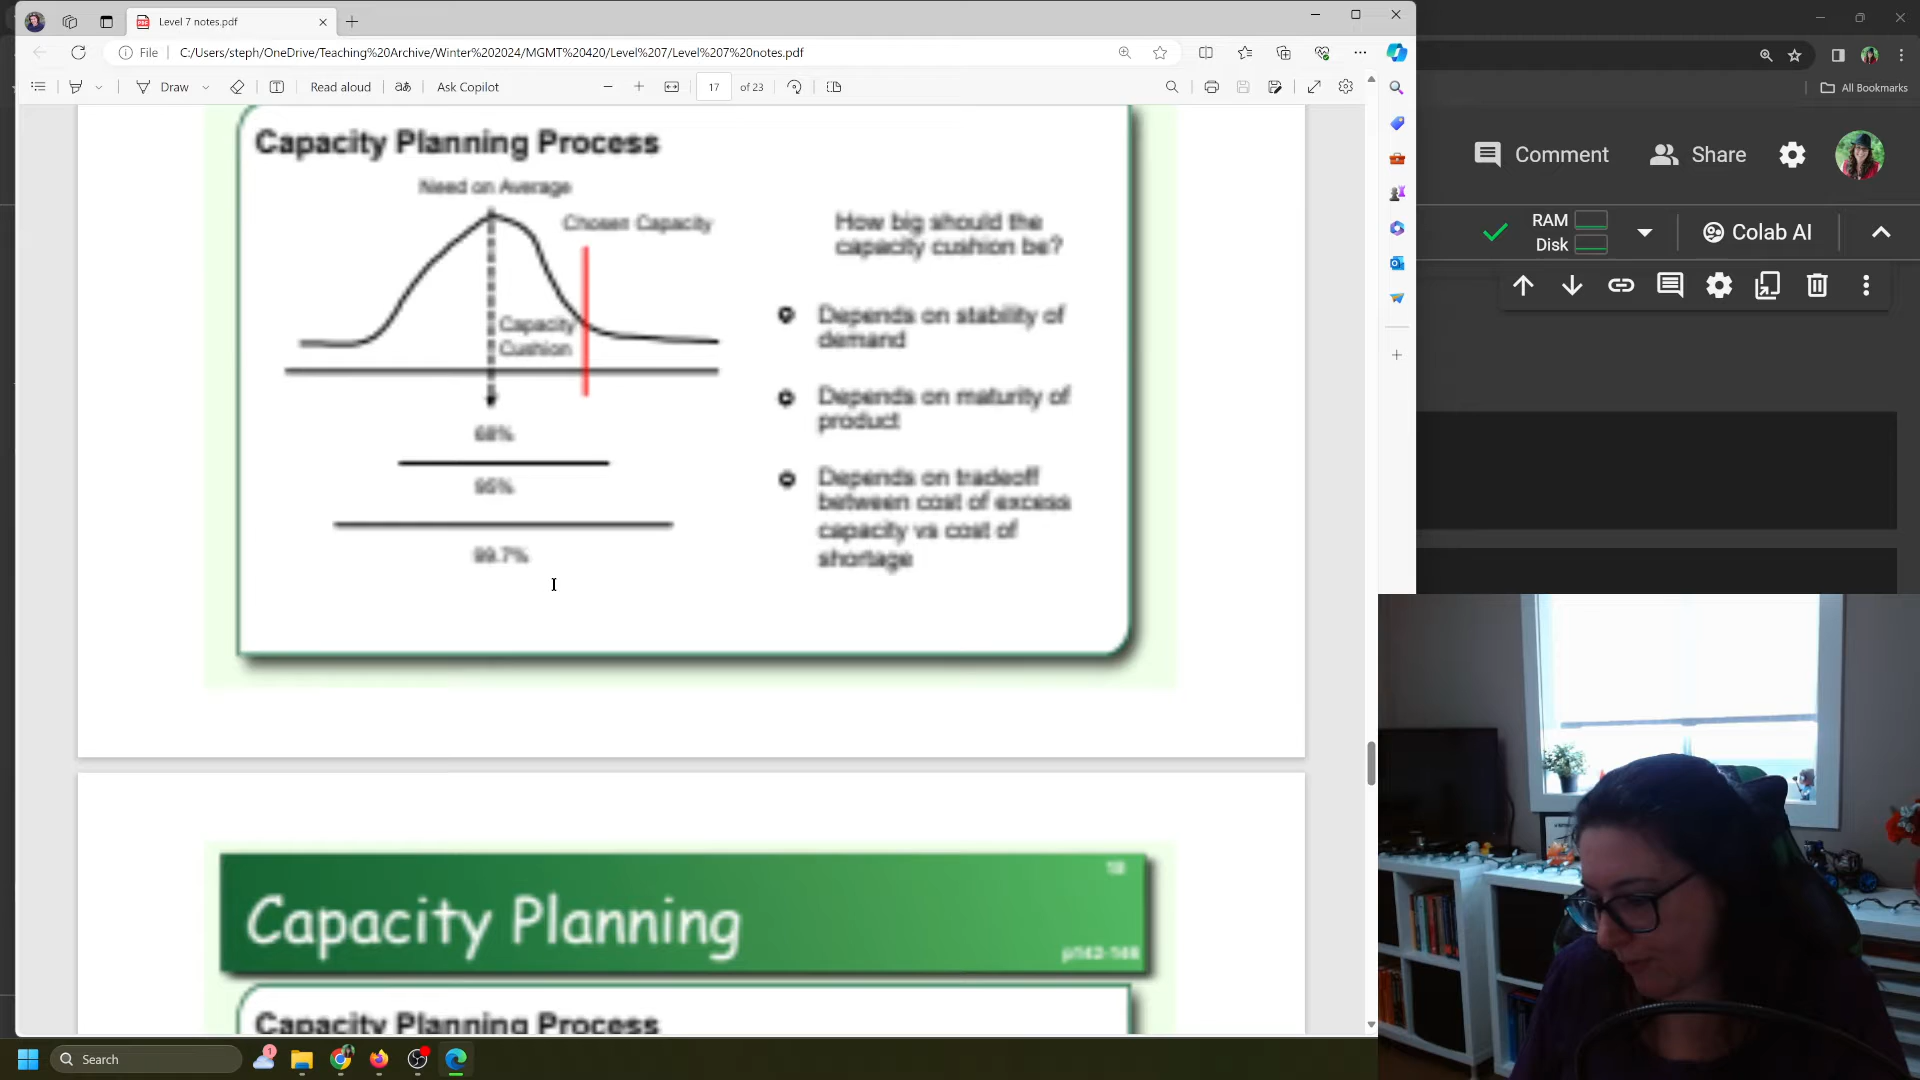 Level 7 notes.pdf
File
C:/Users/steph/OneDrive/Teaching%20Archive/Winter%202024/MGMT%20420/Level%207/Level%207%20notes.pdf
Draw
Read aloud
Ask Copilot
17
of 23
All Bookmarks
Comment
Share
RAM
Disk
Colab AI
Capacity Planning Process
Need on Average
Chosen Capacity
Capacity
Cushion
68%
95%
99.7%
How big should the
capacity cushion be?
Depends on stability of
demand
Depends on maturity of
product
Depends on tradeoff
between cost of excess
capacity vs cost of
shortage
18
Capacity Planning
Capacity Planning Process
Search
1